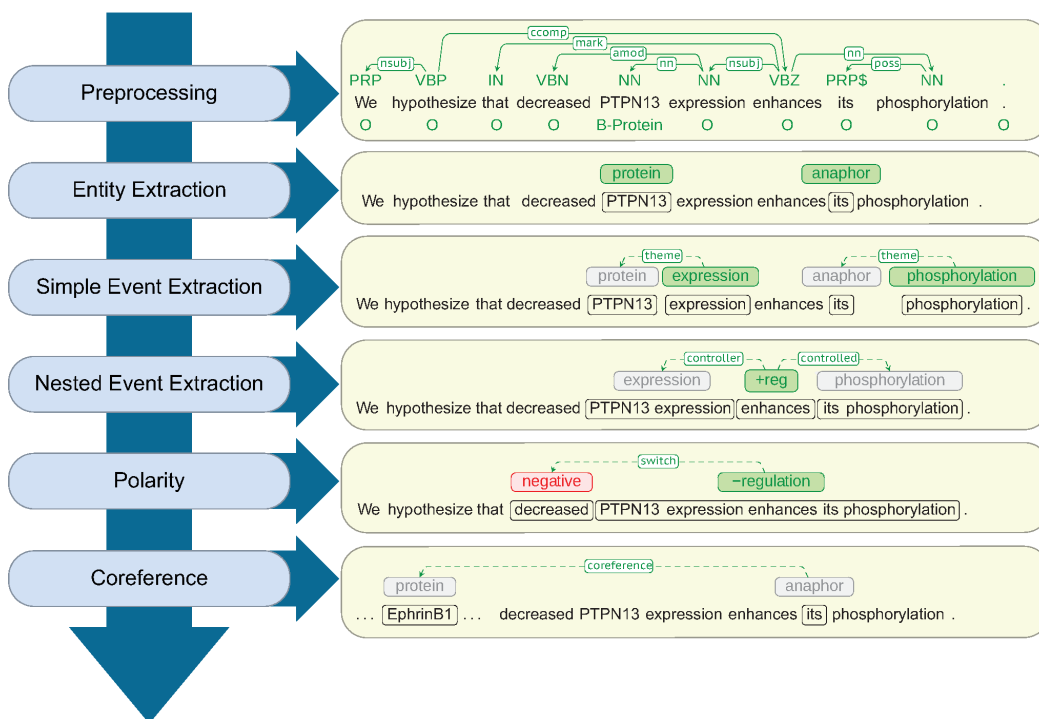 Preprocessing
ccomp
mark
amod
nn
nsubj
nn
nsubj
poss
PRP VBP IN VBN NN NN VBZ PRP$ NN .
We hypothesize that decreased PTPN13 expression enhances its phosphorylation .
O O O O B-Protein O O O O O
Entity Extraction
protein anaphor
We hypothesize that decreased PTPN13 expression enhances its phosphorylation .
Simple Event Extraction
theme theme
protein expression anaphor phosphorylation
We hypothesize that decreased PTPN13 expression enhances its phosphorylation .
Nested Event Extraction
controller controlled
expression +reg phosphorylation
We hypothesize that decreased PTPN13 expression enhances its phosphorylation .
Polarity
switch
negative −regulation
We hypothesize that decreased PTPN13 expression enhances its phosphorylation .
Coreference
coreference
protein anaphor
... EphrinB1 ... decreased PTPN13 expression enhances its phosphorylation .